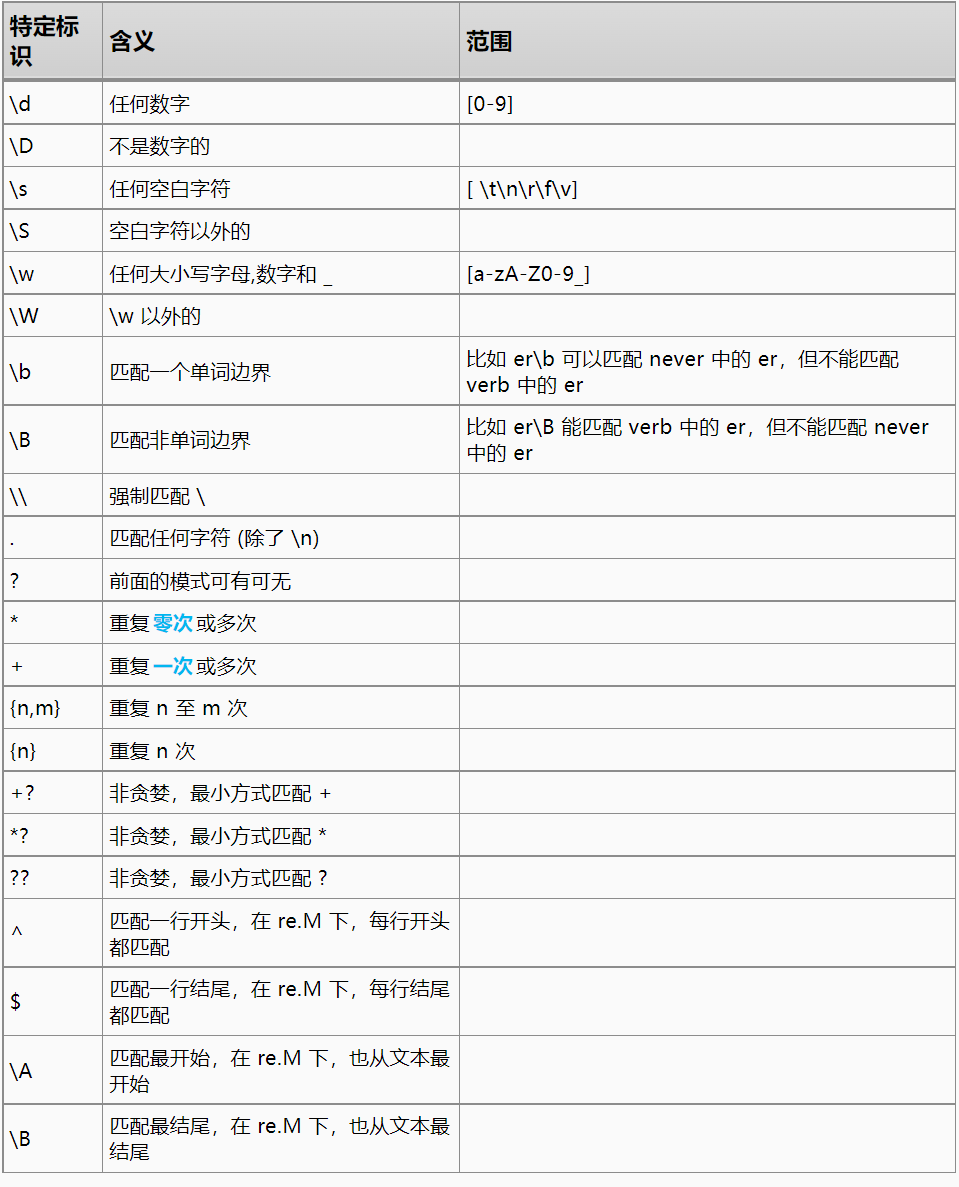 特定标
识
含义
范围
\d
任何数字
[0-9]
\D
不是数字的
\s
任何空白字符
[ \t\n\r\f\v]
\S
空白字符以外的
\w
任何大小写字母,数字和 _
[a-zA-Z0-9_]
\W
\w 以外的
\b
匹配一个单词边界
比如 er\b 可以匹配 never 中的 er，但不能匹配
verb 中的 er
\B
匹配非单词边界
比如 er\B 能匹配 verb 中的 er，但不能匹配 never
中的 er
\\
强制匹配 \
.
匹配任何字符 (除了 \n)
?
前面的模式可有可无
*
重复零次或多次
+
重复一次或多次
{n,m}
重复 n 至 m 次
{n}
重复 n 次
+?
非贪婪，最小方式匹配 +
*?
非贪婪，最小方式匹配 *
??
非贪婪，最小方式匹配 ?
^
匹配一行开头，在 re.M 下，每行开头
都匹配
$
匹配一行结尾，在 re.M 下，每行结尾
都匹配
\A
匹配最开始，在 re.M 下，也从文本最
开始
\B
匹配最结尾，在 re.M 下，也从文本最
结尾